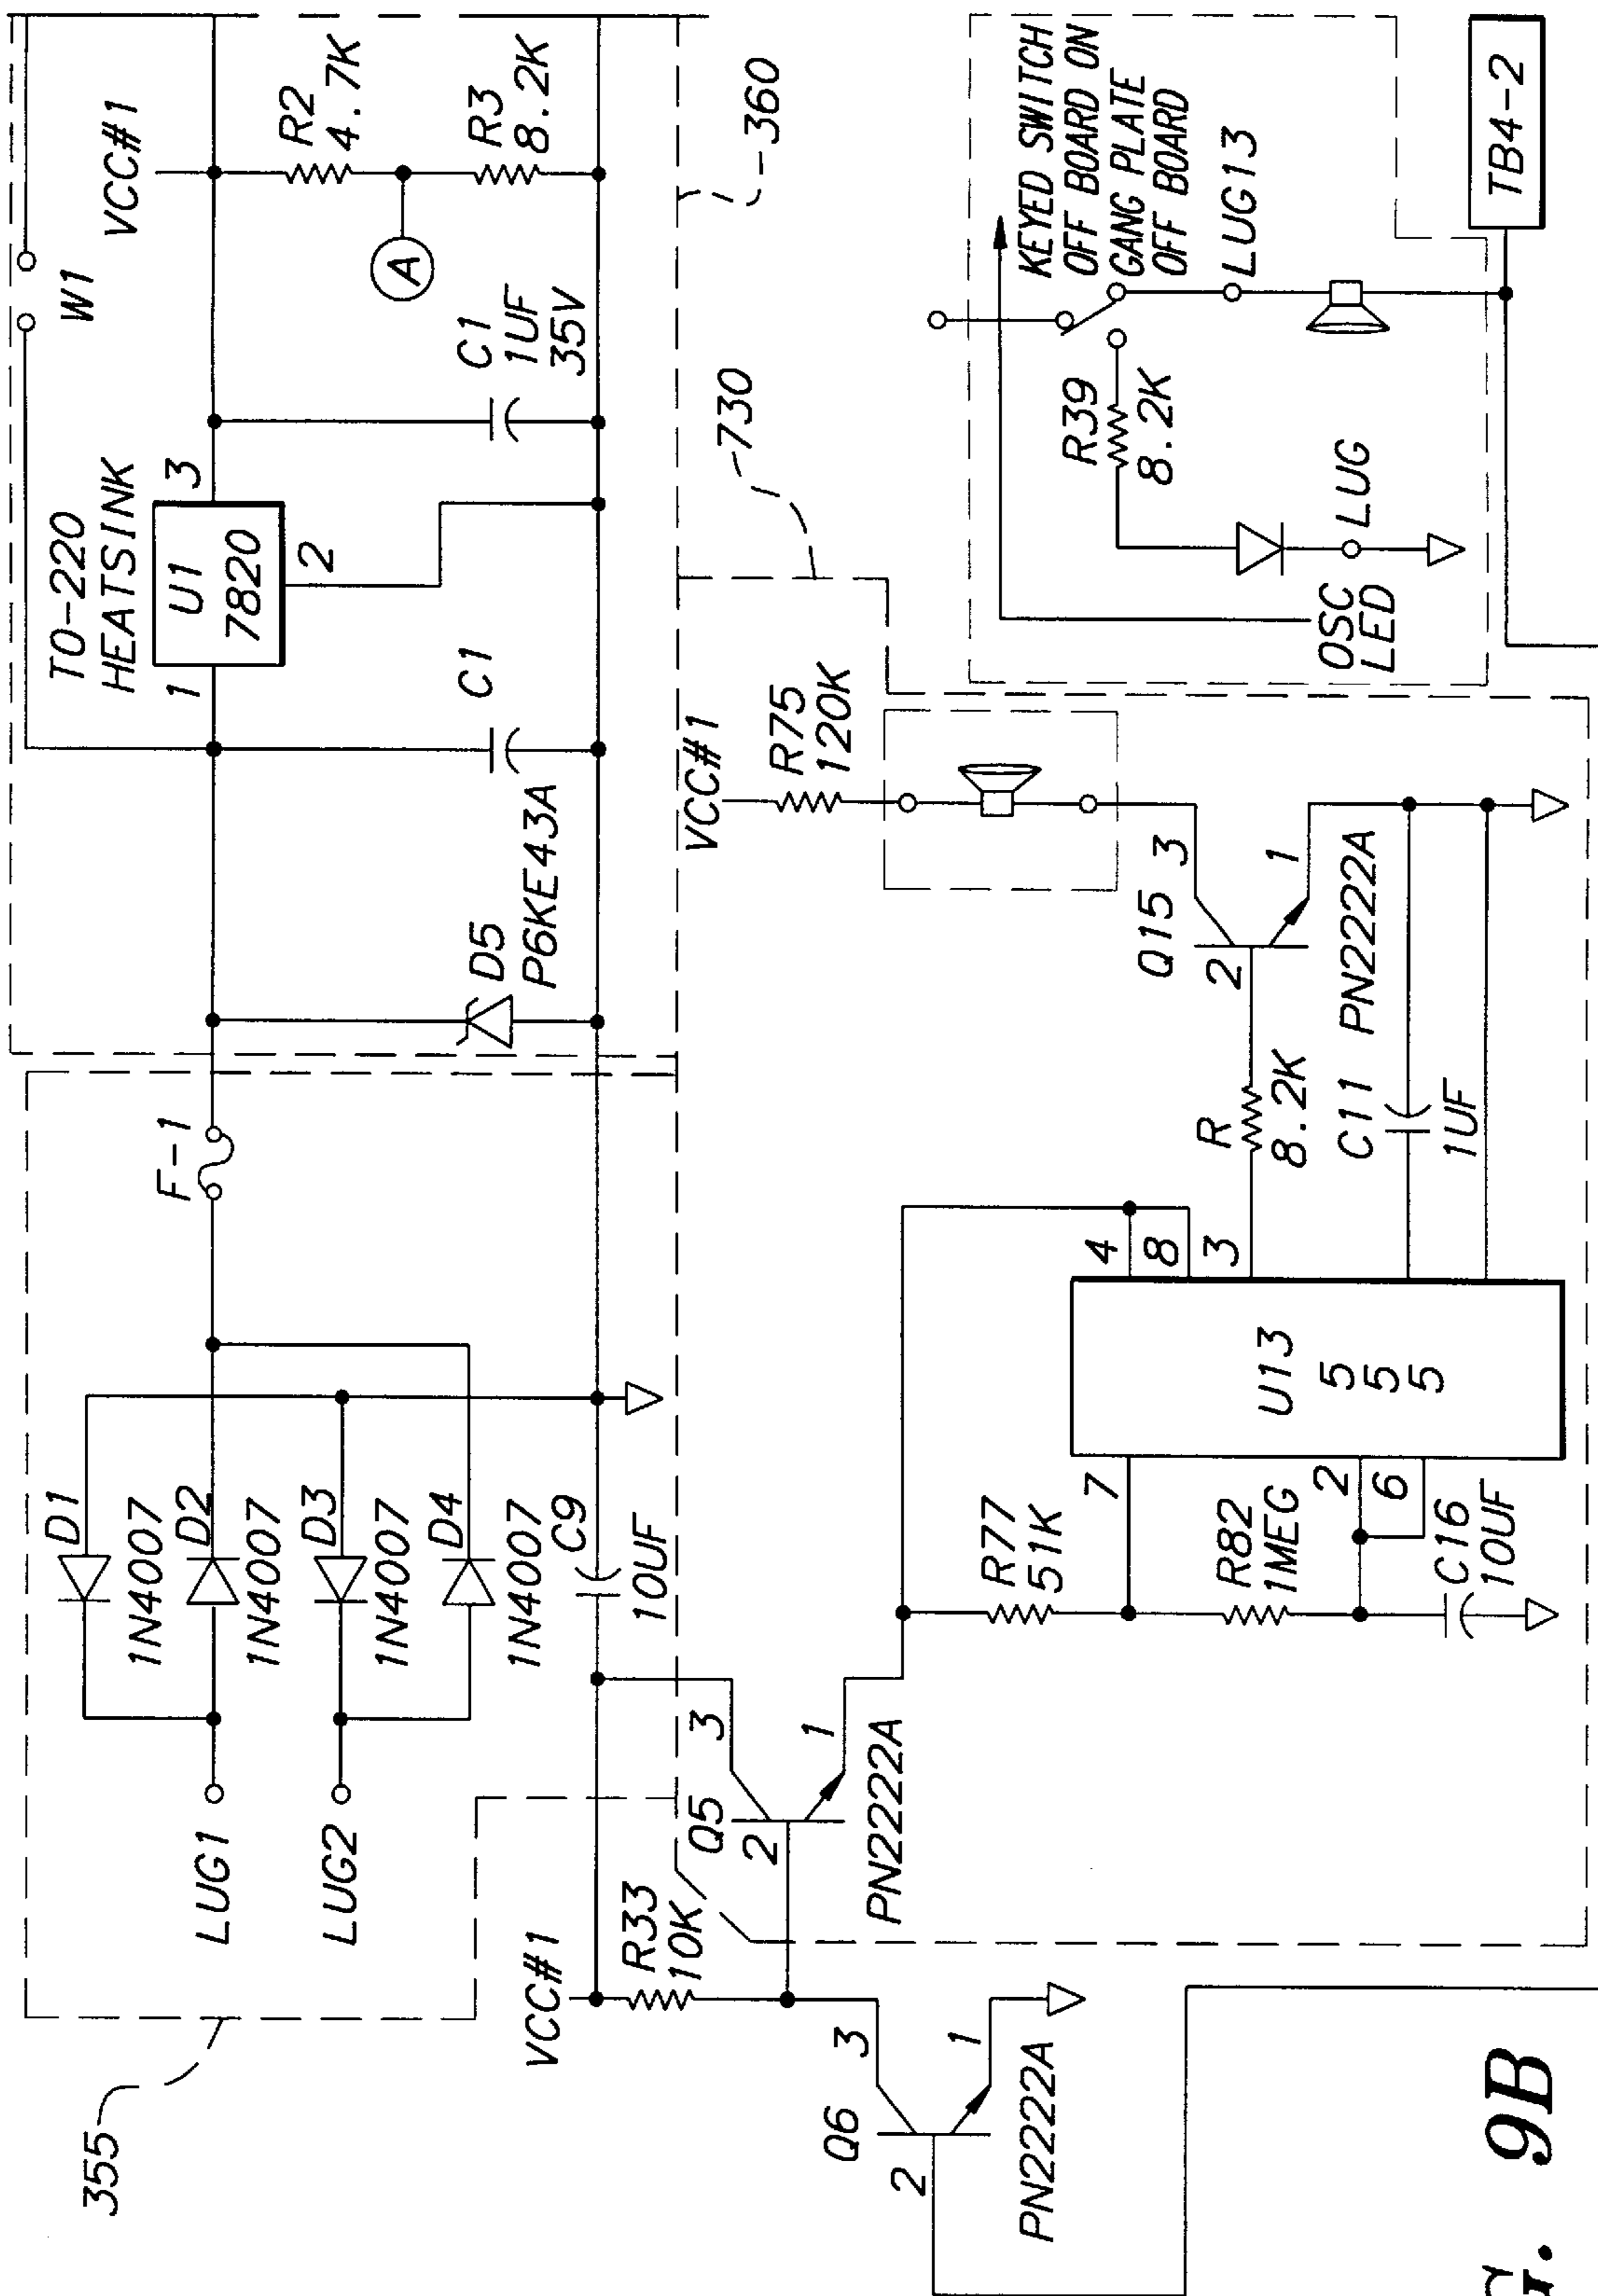 355
LUG1
LUG2
D1
1N4007
D2
1N4007
D3
1N4007
D4
1N4007
F-1
C9
10UF
D5
P6KE43A
TO-220
HEATSINK
1
U1
7820
3
2
C1
C1
1UF
35V
W1
VCC#1
R2
4.7K
A
R3
8.2K
360
730
VCC#1
R33
10K
Q6
2
3
1
PN2222A
Q5
2
3
1
PN2222A
R77
51K
R82
1MEG
C16
10UF
7
2
6
U13
5
5
5
4
8
3
R
8.2K
C11
1UF
Q15
2
3
1
PN2222A
VCC#1
R75
120K
KEYED SWITCH
OFF BOARD ON
GANG PLATE
OFF BOARD
R39
8.2K
LUG13
OSC
LED
LUG
TB4-2
G. 9B